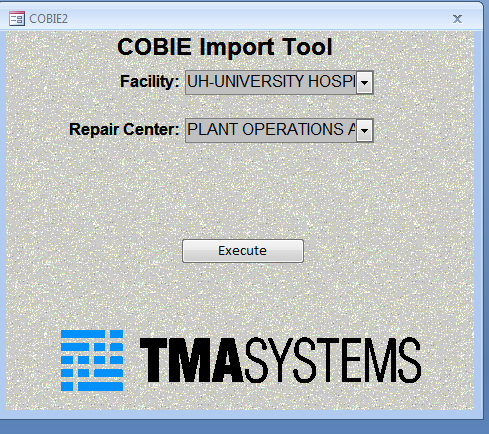 COBIE2
COBIE Import Tool
Facility: UH-UNIVERSITY HOSPI
Repair Center: PLANT OPERATIONS A
Execute
TMASYSTEMS